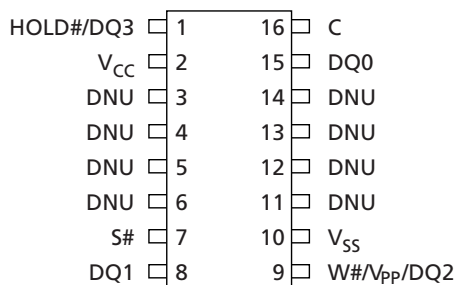 HOLD#/DQ3 1 16 C
VCC 2 15 DQ0
DNU 3 14 DNU
DNU 4 13 DNU
DNU 5 12 DNU
DNU 6 11 DNU
S# 7 10 VSS
DQ1 8 9 W#/VPP/DQ2